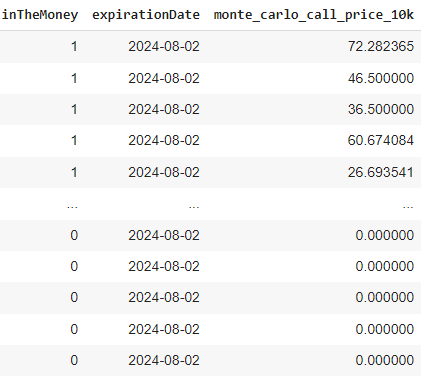 inTheMoney expirationDate monte_carlo_call_price_10k
1 2024-08-02 72.282365
1 2024-08-02 46.500000
1 2024-08-02 36.500000
1 2024-08-02 60.674084
1 2024-08-02 26.693541
... ... ...
0 2024-08-02 0.000000
0 2024-08-02 0.000000
0 2024-08-02 0.000000
0 2024-08-02 0.000000
0 2024-08-02 0.000000